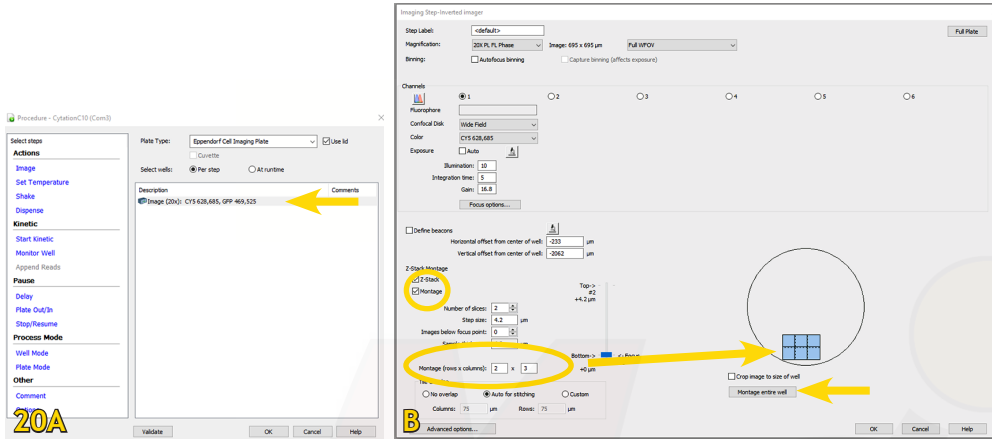 Procedure - CytationC10 (Com3)
Select steps
Actions
Image
Set Temperature
Shake
Dispense
Kinetic
Start Kinetic
Monitor Well
Append Reads
Pause
Delay
Plate Out/In
Stop/Resume
Process Mode
Well Mode
Plate Mode
Other
Comment
Plate Type: Eppendorf Cell Imaging Plate Use lid
Cuvette
Select wells: Per step At runtime
Description Comments
Image (20x): CY5 628,685, GFP 469,525
Validate OK Cancel Help
20A
Imaging Step-Inverted imager
Step Label: <default> Full Plate
Magnification: 20X PL FL Phase Image: 695 x 695 µm Full WFOV
Binning: Autofocus binning Capture binning (affects exposure)
Channels
1 2 3 4 5 6
Fluorophore
Confocal Disk Wide Field
Color CY5 628,685
Exposure Auto
Illumination: 10
Integration time: 5
Gain: 16.8
Focus options...
Define beacons
Horizontal offset from center of well: -233 µm
Vertical offset from center of well: -2062 µm
Z-Stack Montage
Z-Stack
Montage
Top->
#2
+4.2 µm
Number of slices: 2
Step size: 4.2 µm
Images below focus point: 0
Bottom-> <- Focus
+0 µm
Montage (rows x columns): 2 x 3
No overlap Auto for stitching Custom
Columns: 75 µm Rows: 75 µm
Advanced options...
Crop image to size of well
Montage entire well
OK Cancel Help
B